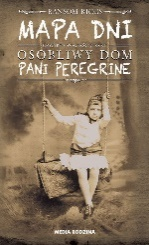 RANSOM RIGGS
MAPA DNI
OSOBLIWY DOM
PANI PEREGRINE
MEDIA RODZINA